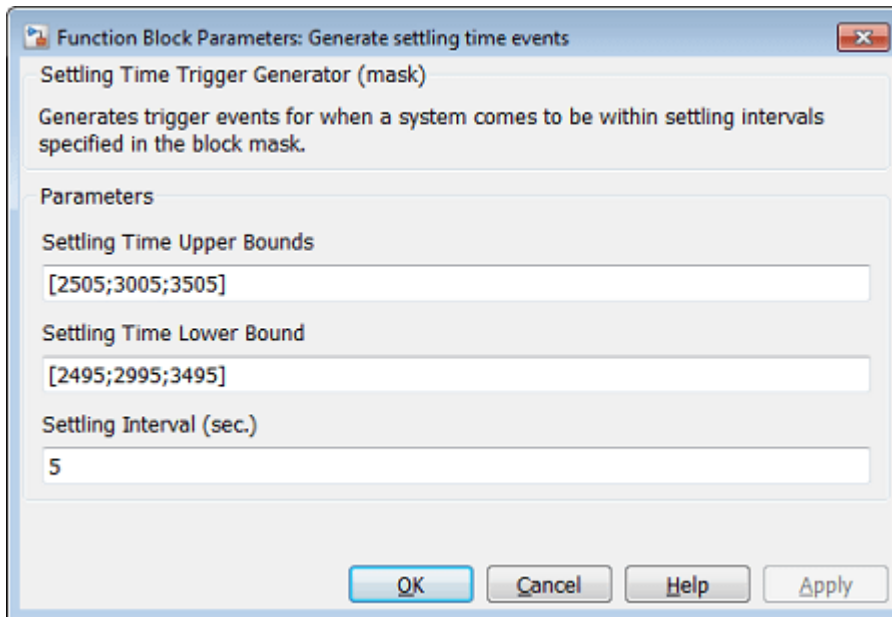 Function Block Parameters: Generate settling time events
Settling Time Trigger Generator (mask)
Generates trigger events for when a system comes to be within settling intervals
specified in the block mask.
Parameters
Settling Time Upper Bounds
[2505;3005;3505]
Settling Time Lower Bound
[2495;2995;3495]
Settling Interval (sec.)
5
OK Cancel Help Apply